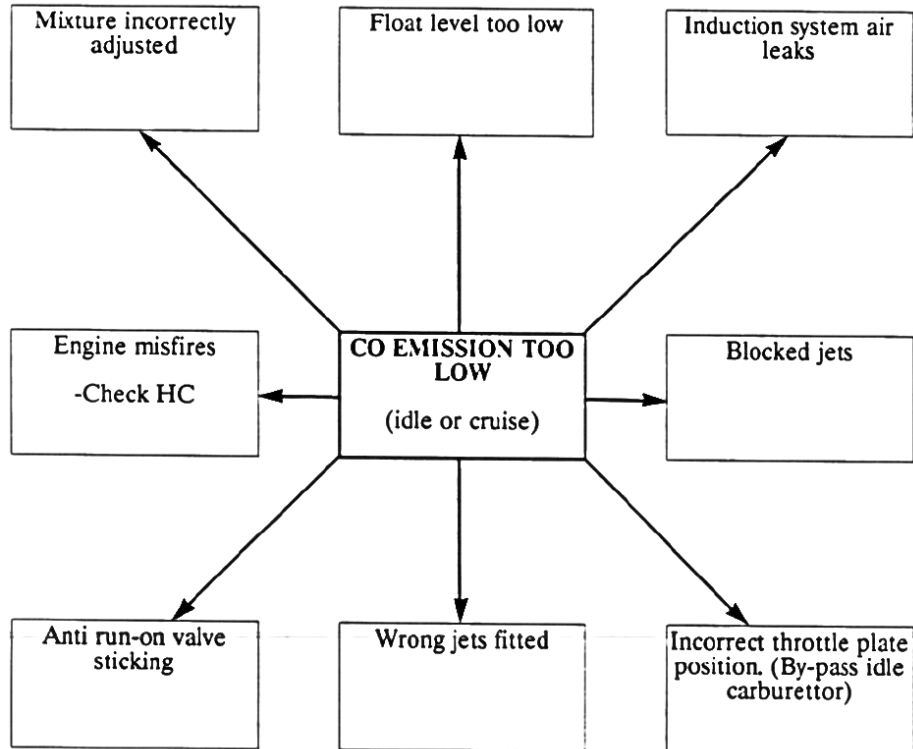 Mixture incorrectly
adjusted
Float level too low
Induction system air
leaks
Engine misfires
-Check HC
CO EMISSION TOO
LOW
(idle or cruise)
Blocked jets
Anti run-on valve
sticking
Wrong jets fitted
Incorrect throttle plate
position. (By-pass idle
carburettor)